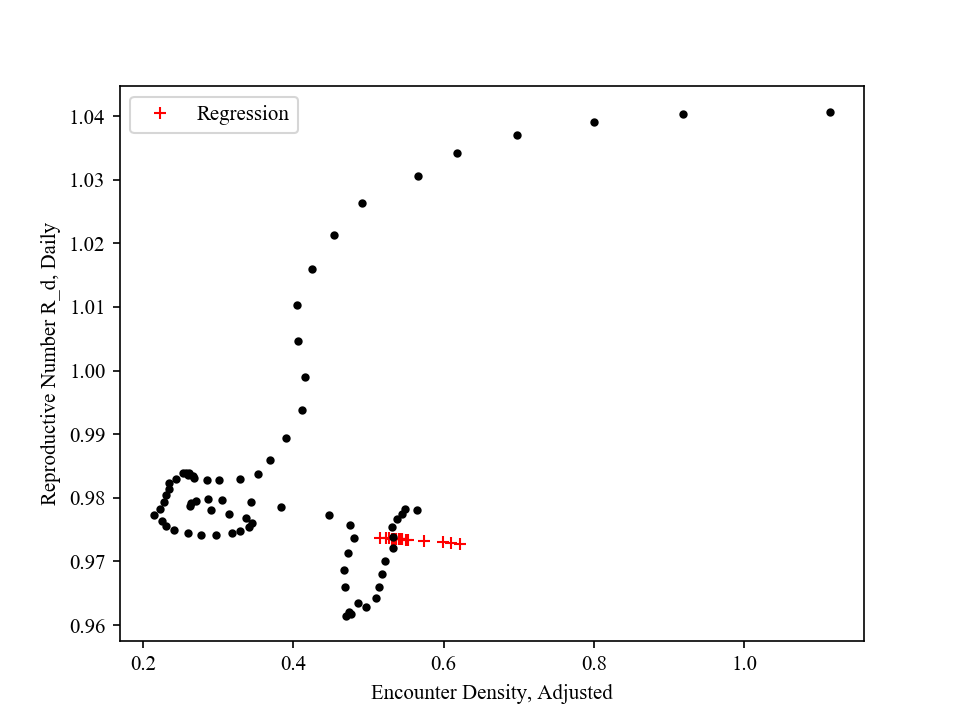 Regression
1.04
1.03
1.02
1.01
1.00
0.99
0.98
0.97
0.96
Reproductive Number R_d, Daily
0.2 0.4 0.6 0.8 1.0
Encounter Density, Adjusted